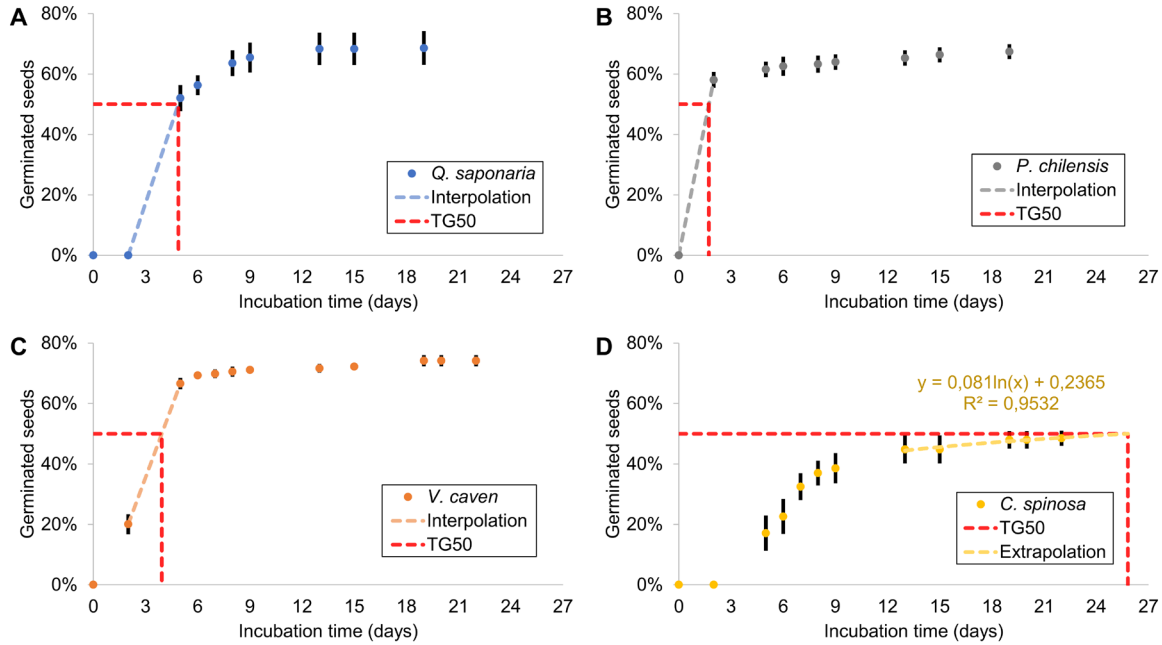 A
80%
60%
40%
20%
0%
Germinated seeds
Q. saponaria
Interpolation
TG50
0 3 6 9 12 15 18 21 24 27
Incubation time (days)
B
80%
60%
40%
20%
0%
Germinated seeds
P. chilensis
Interpolation
TG50
0 3 6 9 12 15 18 21 24 27
Incubation time (days)
C
80%
60%
40%
20%
0%
Germinated seeds
V. caven
Interpolation
TG50
0 3 6 9 12 15 18 21 24 27
Incubation time (days)
D
80%
60%
40%
20%
0%
Germinated seeds
y = 0,081ln(x) + 0,2365
R² = 0,9532
C. spinosa
TG50
Extrapolation
0 3 6 9 12 15 18 21 24 27
Incubation time (days)